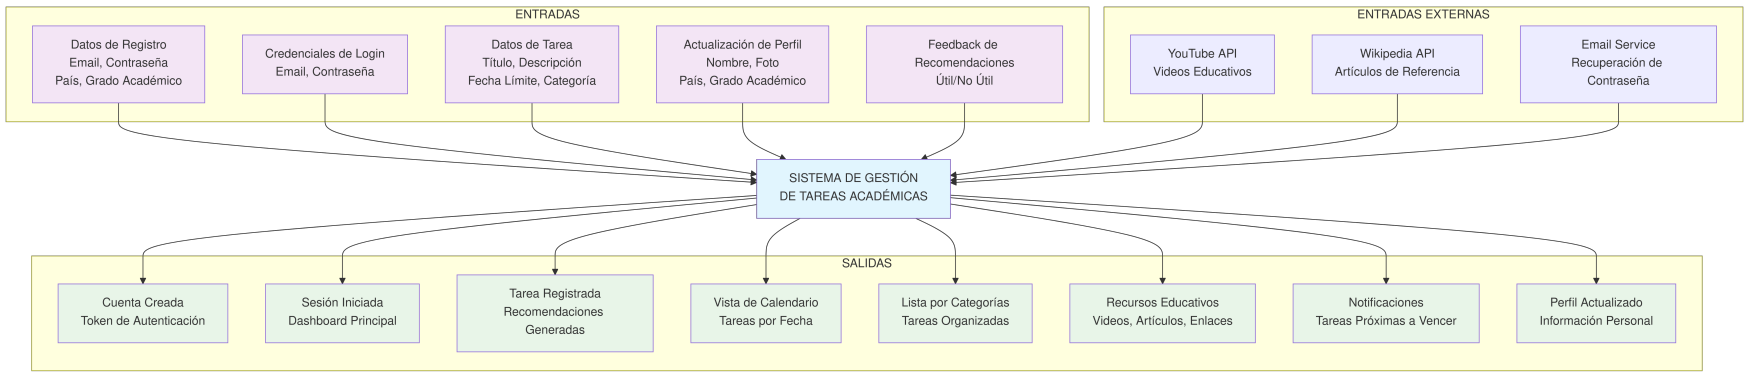 ENTRADAS
Datos de Registro
Email, Contraseña
País, Grado Académico
Credenciales de Login
Email, Contraseña
Datos de Tarea
Título, Descripción
Fecha Límite, Categoría
Actualización de Perfil
Nombre, Foto
País, Grado Académico
Feedback de
Recomendaciones
Útil/No Útil
ENTRADAS EXTERNAS
YouTube API
Videos Educativos
Wikipedia API
Artículos de Referencia
Email Service
Recuperación de
Contraseña
SISTEMA DE GESTIÓN
DE TAREAS ACADÉMICAS
SALIDAS
Cuenta Creada
Token de Autenticación
Sesión Iniciada
Dashboard Principal
Tarea Registrada
Recomendaciones
Generadas
Vista de Calendario
Tareas por Fecha
Lista por Categorías
Tareas Organizadas
Recursos Educativos
Videos, Artículos, Enlaces
Notificaciones
Tareas Próximas a Vencer
Perfil Actualizado
Información Personal